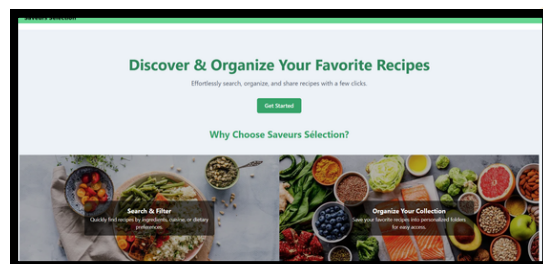 Saveurs Sélection
Discover & Organize Your Favorite Recipes
Effortlessly search, organize, and share recipes with a few clicks.
Get Started
Why Choose Saveurs Sélection?
Search & Filter
Quickly find recipes by ingredients, cuisine, or dietary
preferences.
Organize Your Collection
Save your favorite recipes into personalized folders
for easy access.